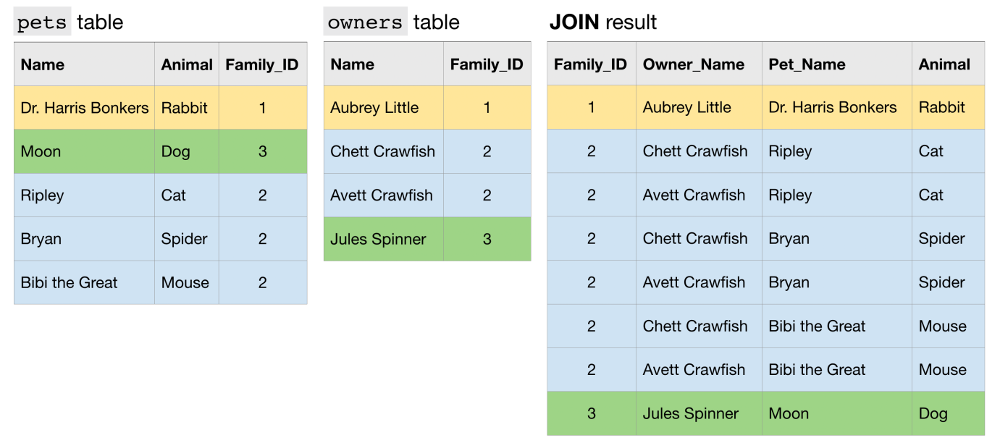 pets table
Name Animal Family_ID
Dr. Harris Bonkers Rabbit 1
Moon Dog 3
Ripley Cat 2
Bryan Spider 2
Bibi the Great Mouse 2
owners table
Name Family_ID
Aubrey Little 1
Chett Crawfish 2
Avett Crawfish 2
Jules Spinner 3
JOIN result
Family_ID Owner_Name Pet_Name Animal
1 Aubrey Little Dr. Harris Bonkers Rabbit
2 Chett Crawfish Ripley Cat
2 Avett Crawfish Ripley Cat
2 Chett Crawfish Bryan Spider
2 Avett Crawfish Bryan Spider
2 Chett Crawfish Bibi the Great Mouse
2 Avett Crawfish Bibi the Great Mouse
3 Jules Spinner Moon Dog